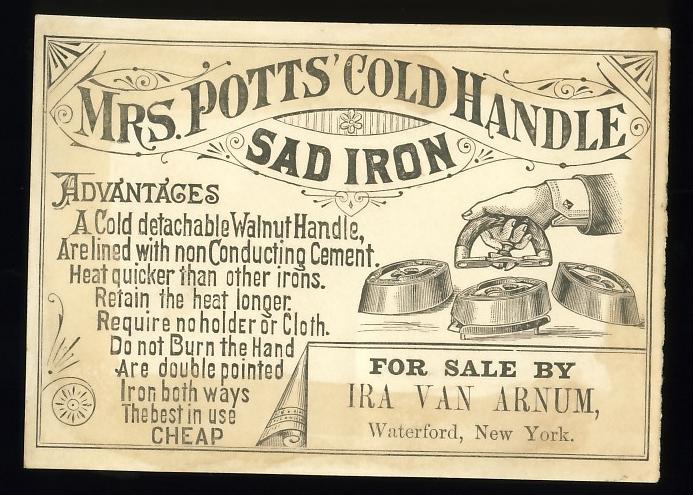 MRS. POTTS' COLD HANDLE
SAD IRON
ADVANTAGES
A Cold detachable Walnut Handle,
Are lined with non Conducting Cement.
Heat quicker than other irons.
Retain the heat longer.
Require no holder or Cloth.
Do not Burn the Hand
Are double pointed
Iron both ways
The best in use
CHEAP
FOR SALE BY
IRA VAN ARNUM,
Waterford, New York.